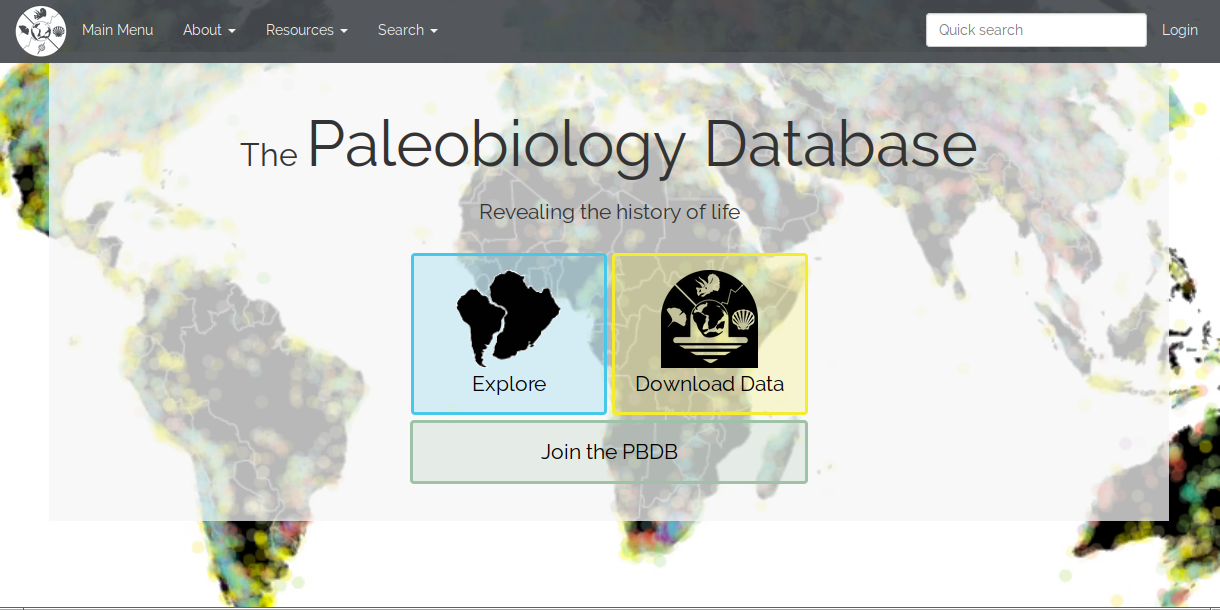 Main Menu About Resources Search Quick search Login
The Paleobiology Database
Revealing the history of life
Explore Download Data
Join the PBDB